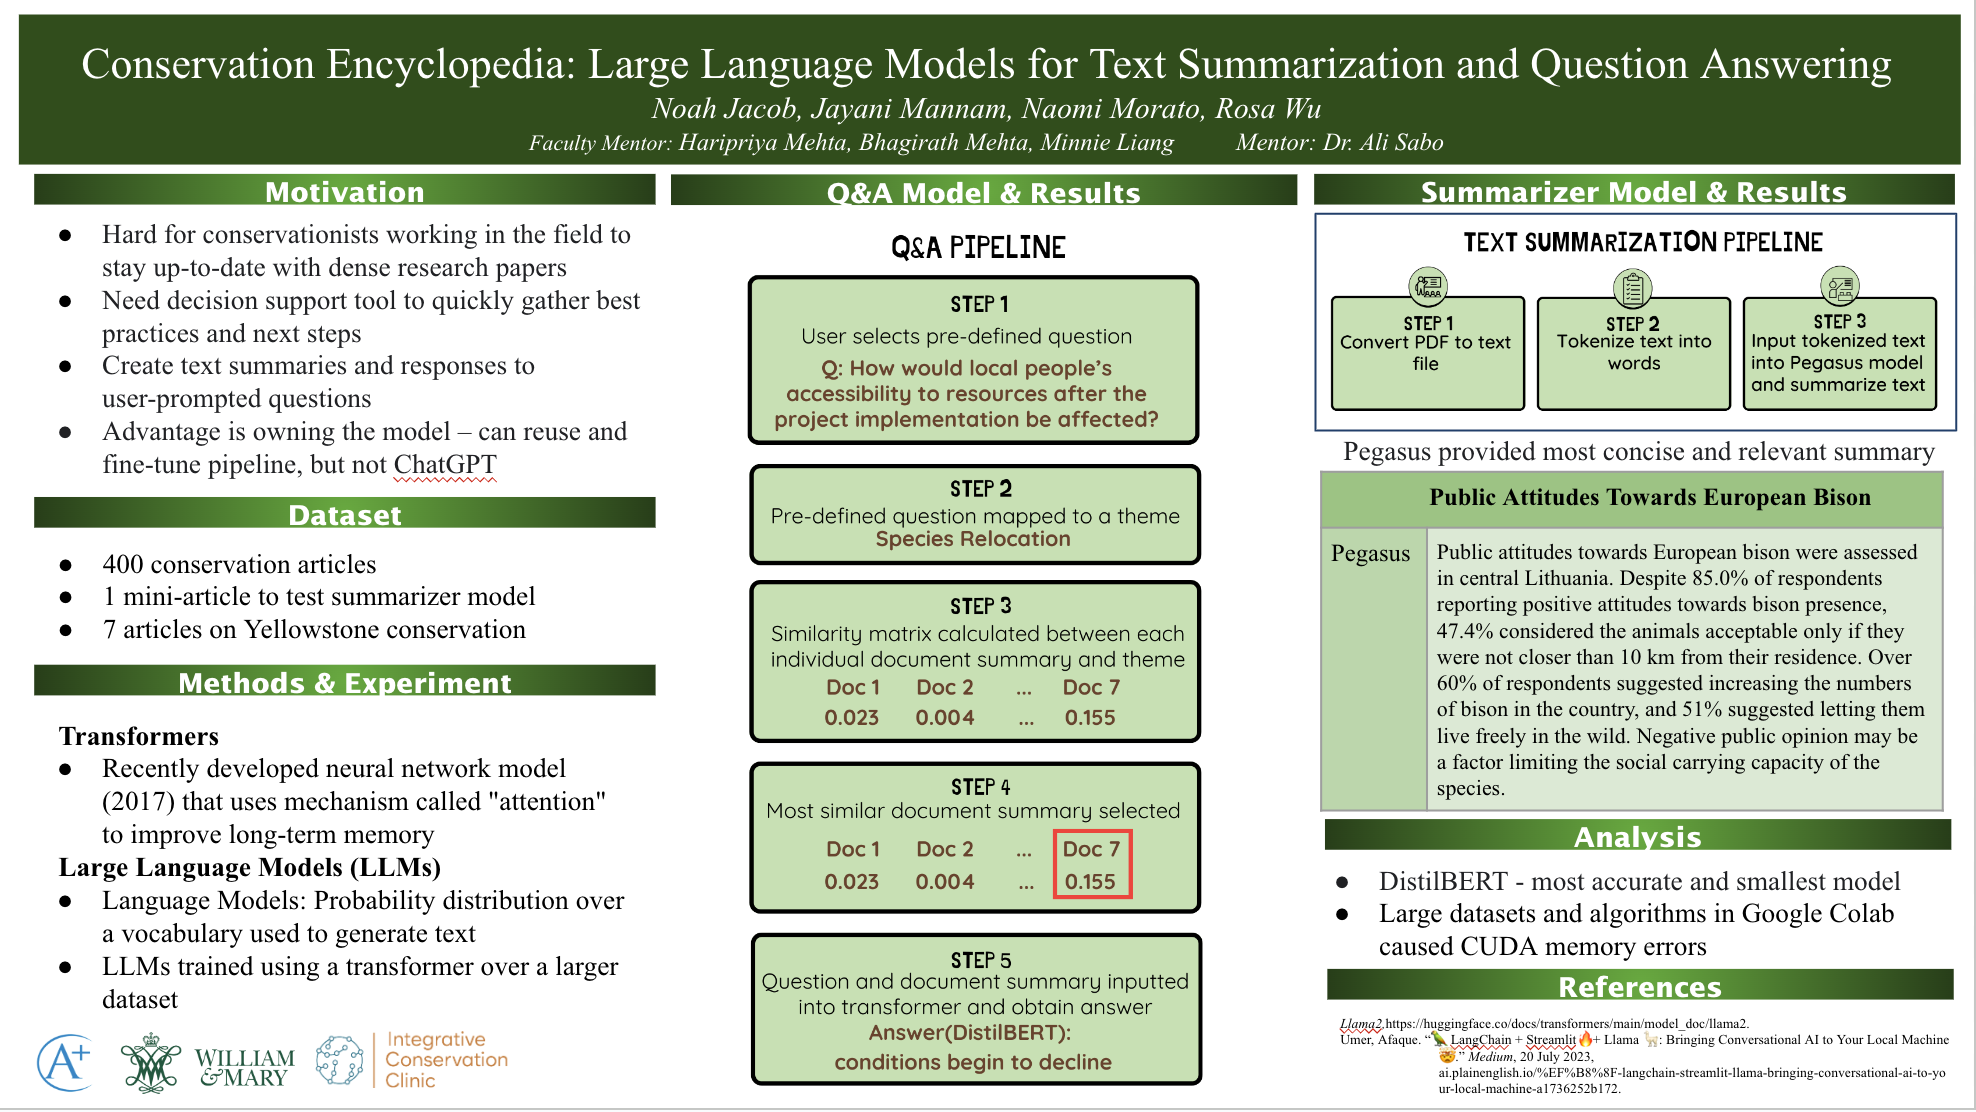 Conservation Encyclopedia: Large Language Models for Text Summarization and Question Answering
Noah Jacob, Jayani Mannam, Naomi Morato, Rosa Wu
Faculty Mentor: Haripriya Mehta, Bhagirath Mehta, Minnie Liang Mentor: Dr. Ali Sabo
Motivation
● Hard for conservationists working in the field to
stay up-to-date with dense research papers
● Need decision support tool to quickly gather best
practices and next steps
● Create text summaries and responses to
user-prompted questions
● Advantage is owning the model – can reuse and
fine-tune pipeline, but not ChatGPT
Dataset
● 400 conservation articles
● 1 mini-article to test summarizer model
● 7 articles on Yellowstone conservation
Methods & Experiment
Transformers
● Recently developed neural network model
(2017) that uses mechanism called "attention"
to improve long-term memory
Large Language Models (LLMs)
● Language Models: Probability distribution over
a vocabulary used to generate text
● LLMs trained using a transformer over a larger
dataset
A+
WILLIAM
& MARY
Integrative
Conservation
Clinic
Q&A Model & Results
Q&A PIPELINE
STEP 1
User selects pre-defined question
Q: How would local people's
accessibility to resources after the
project implementation be affected?
STEP 2
Pre-defined question mapped to a theme
Species Relocation
STEP 3
Similarity matrix calculated between each
individual document summary and theme
Doc 1 Doc 2 ... Doc 7
0.023 0.004 ... 0.155
STEP 4
Most similar document summary selected
Doc 1 Doc 2 ... Doc 7
0.023 0.004 ... 0.155
STEP 5
Question and document summary inputted
into transformer and obtain answer
Answer(DistilBERT):
conditions begin to decline
Summarizer Model & Results
TEXT SUMMARIZATION PIPELINE
STEP 1
Convert PDF to text
file
STEP 2
Tokenize text into
words
STEP 3
Input tokenized text
into Pegasus model
and summarize text
Pegasus provided most concise and relevant summary
Public Attitudes Towards European Bison
Pegasus
Public attitudes towards European bison were assessed
in central Lithuania. Despite 85.0% of respondents
reporting positive attitudes towards bison presence,
47.4% considered the animals acceptable only if they
were not closer than 10 km from their residence. Over
60% of respondents suggested increasing the numbers
of bison in the country, and 51% suggested letting them
live freely in the wild. Negative public opinion may be
a factor limiting the social carrying capacity of the
species.
Analysis
● DistilBERT - most accurate and smallest model
● Large datasets and algorithms in Google Colab
caused CUDA memory errors
References
Llama2,https://huggingface.co/docs/transformers/main/model_doc/llama2.
Umer, Afaque. “🦜LangChain + Streamlit🔥+ Llama 🦙: Bringing Conversational AI to Your Local Machine
🤯.” Medium, 20 July 2023,
ai.plainenglish.io/%EF%B8%8F-langchain-streamlit-llama-bringing-conversational-ai-to-yo
ur-local-machine-a1736252b172.